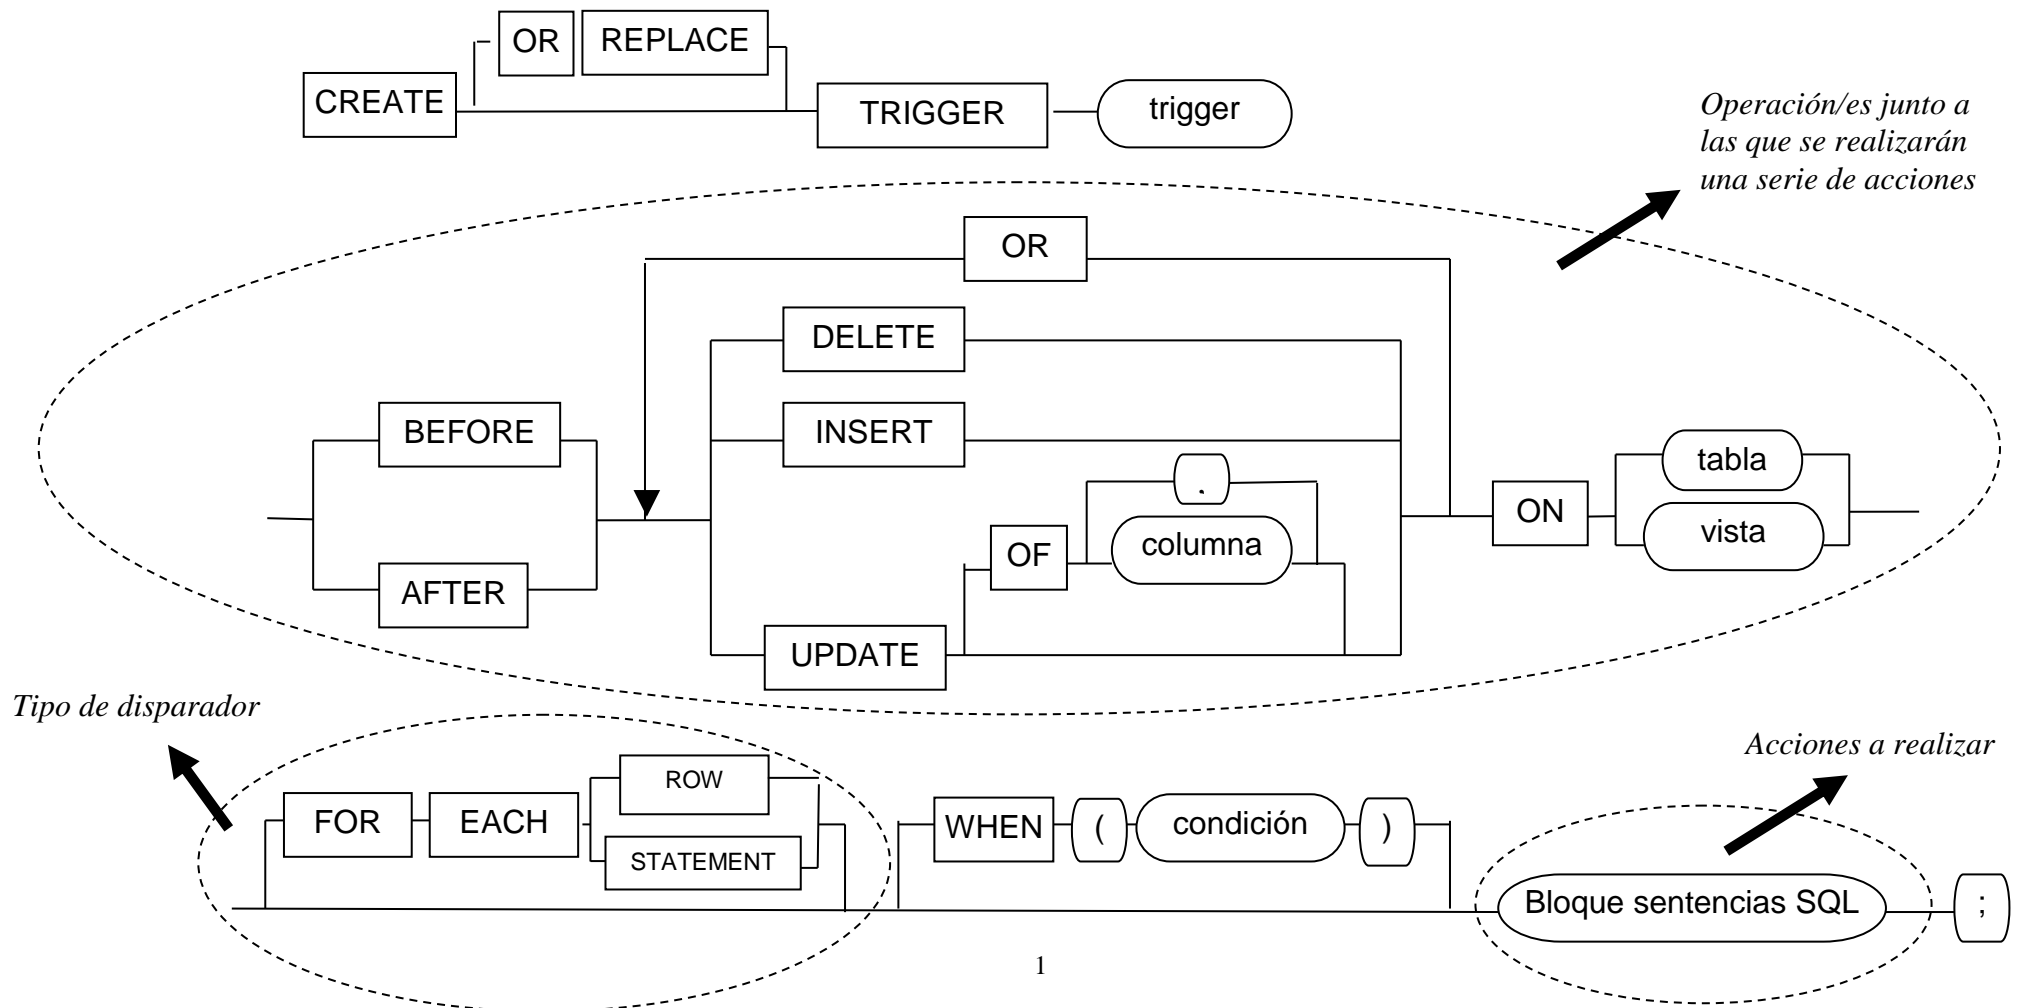 OR REPLACE
CREATE TRIGGER trigger
Operación/es junto a
las que se realizarán
una serie de acciones
OR
DELETE
BEFORE INSERT
tabla
.
ON
OF columna
vista
AFTER
UPDATE
Tipo de disparador
Acciones a realizar
ROW
FOR EACH
WHEN ( condición )
STATEMENT
Bloque sentencias SQL ;
1